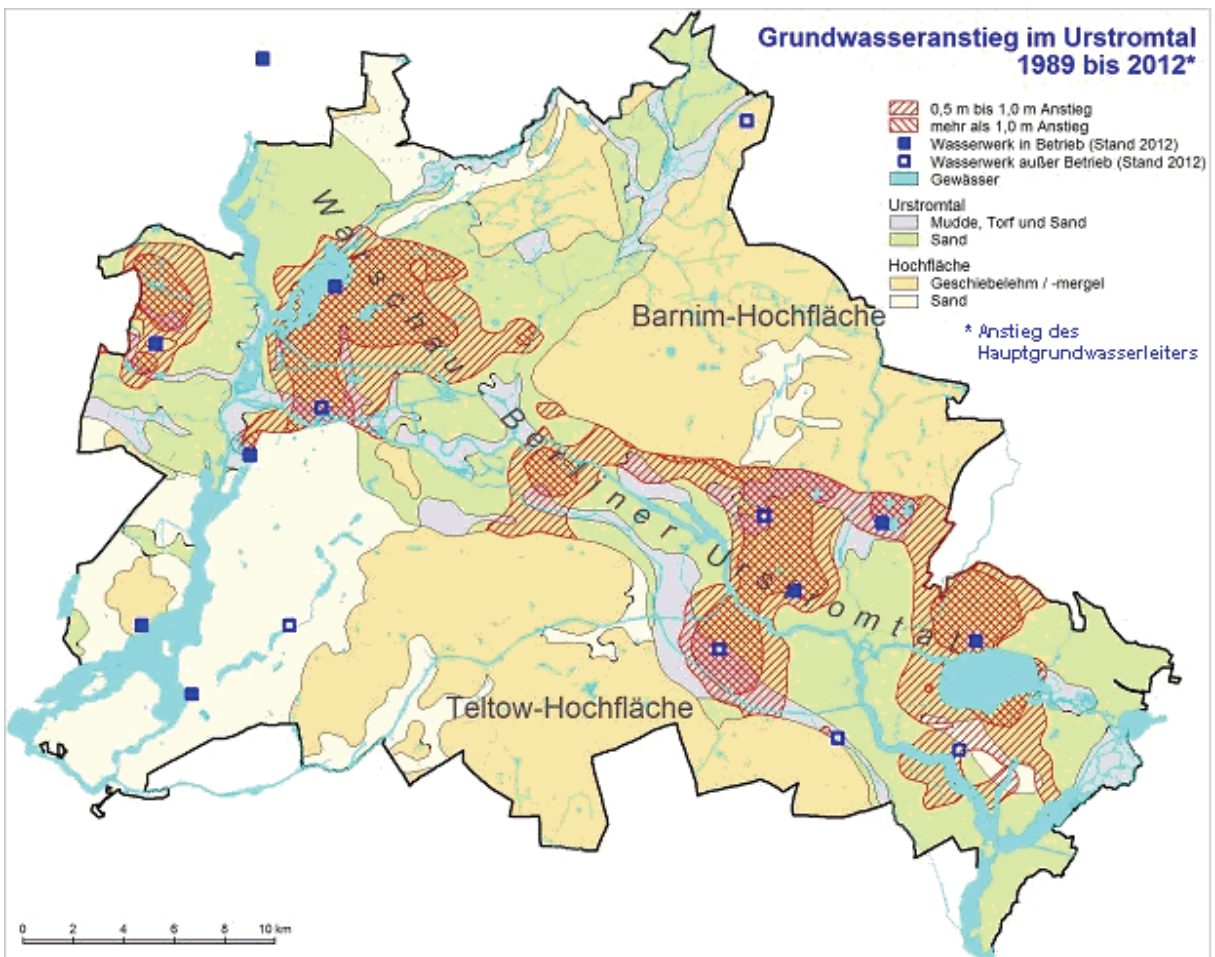 Grundwasseranstieg im Urstromtal
1989 bis 2012*
0,5 m bis 1,0 m Anstieg
mehr als 1,0 m Anstieg
Wasserwerk in Betrieb (Stand 2012)
Wasserwerk außer Betrieb (Stand 2012)
Gewässer
Urstromtal
Mudde, Torf und Sand
Sand
Hochfläche
Geschiebelehm / -mergel
Sand
* Anstieg des
Hauptgrundwasserleiters
Warschau Berliner Urstromtal
Barnim-Hochfläche
Teltow-Hochfläche
0 2 4 6 8 10 km